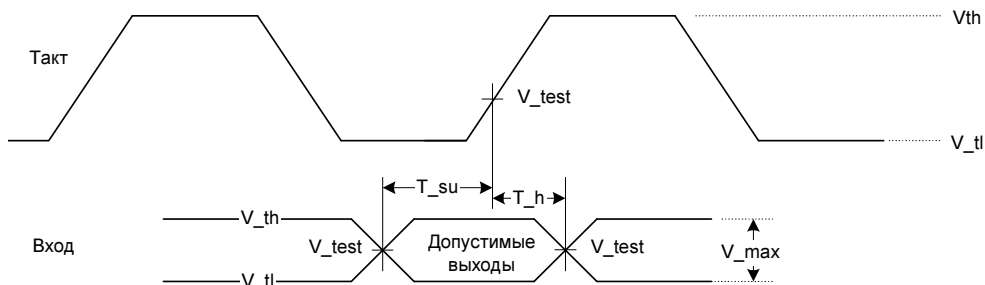 Vth
Такт
V_test
V_tl
T_su
T_h
V_th
Вход
V_test
Допустимые
выходы
V_test
V_max
V_tl